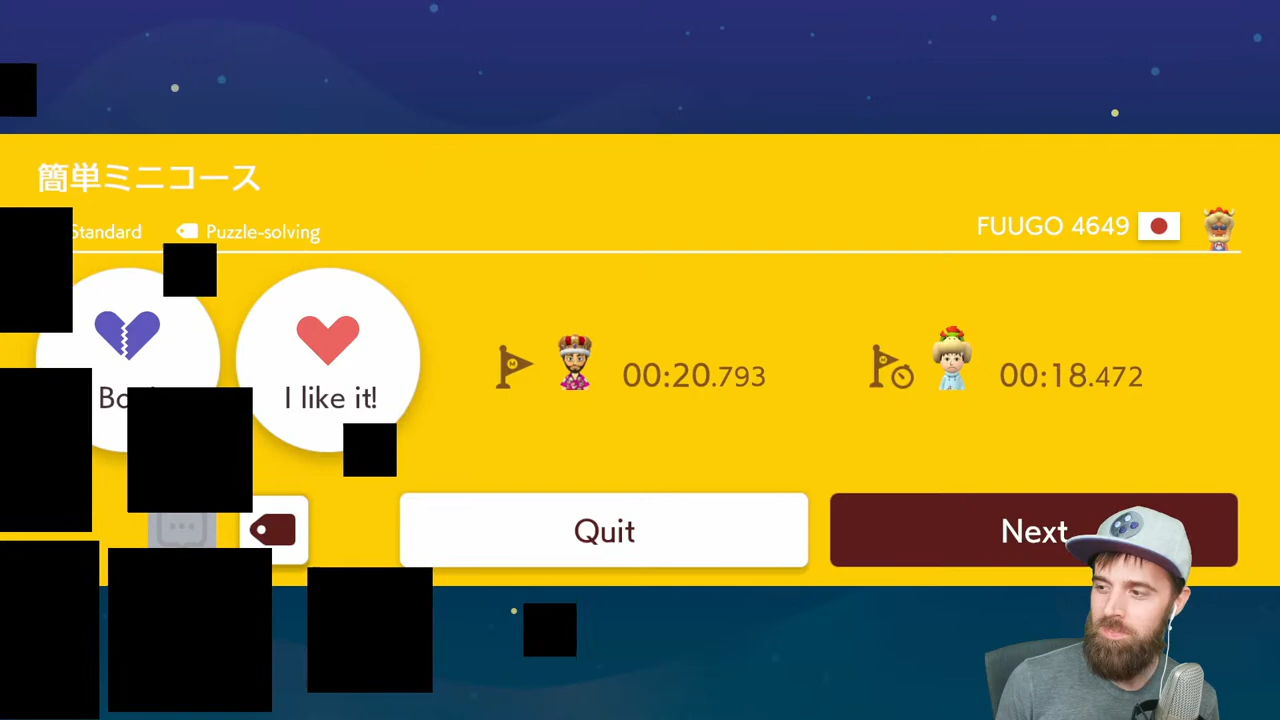 簡単ミニコース
Standard
Puzzle-solving
FUUGO 4649
I like it!
00:20.793
00:18.472
Quit
Next